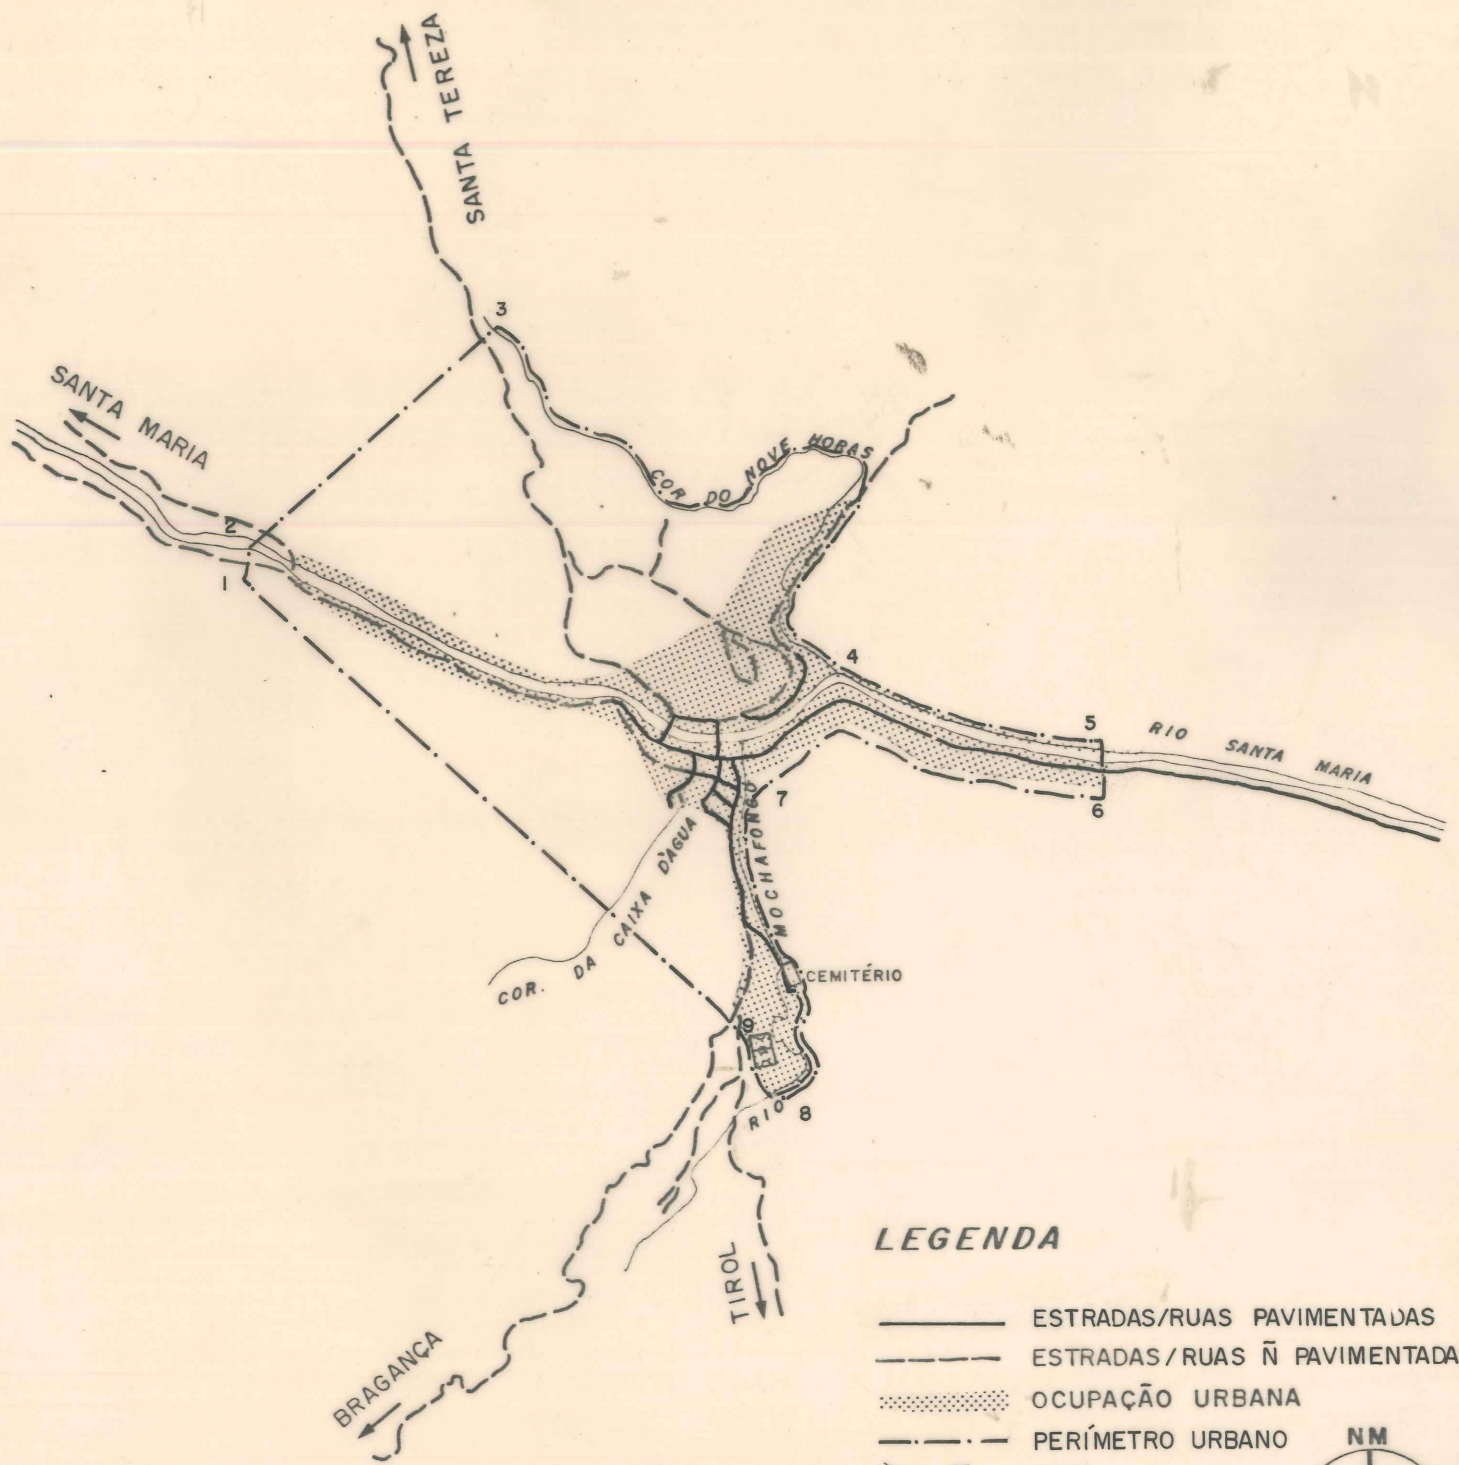 SANTA TEREZA
3
SANTA MARIA
COR DO NOVE HORAS
2
1
4
5
RIO SANTA MARIA
6
7
MOCHAFONGO
COR. DA CAIXA D'AGUA
CEMITÉRIO
9
RIO
8
TIROL
BRAGANÇA
LEGENDA
ESTRADAS/RUAS PAVIMENTADAS
ESTRADAS/RUAS Ñ PAVIMENTADA
OCUPAÇÃO URBANA
PERÍMETRO URBANO
NM